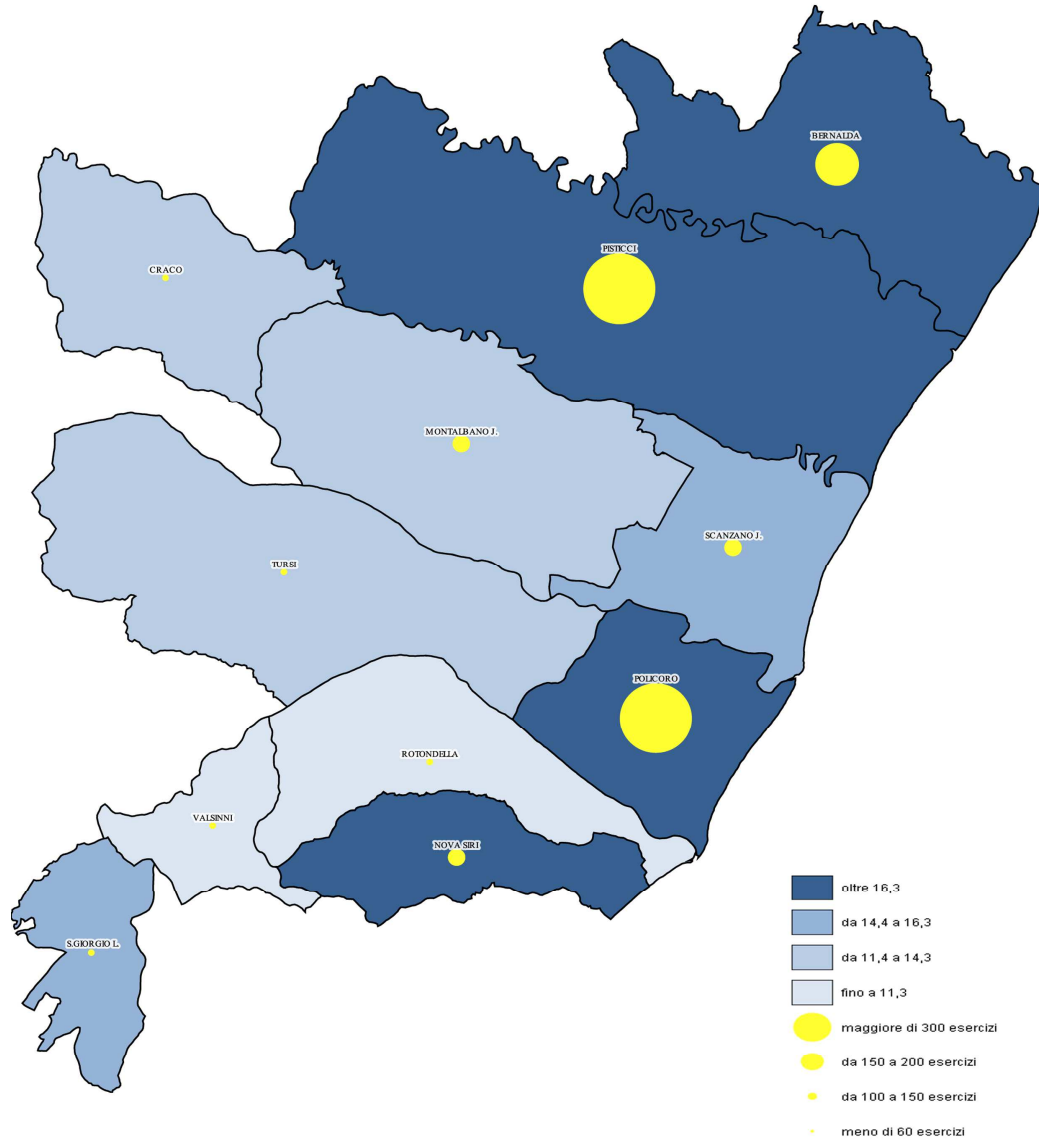 BERNALDA
PISTICCI
CRACO
MONTALBANO J.
SCANZANO J.
TURSI
POLICORO
ROTONDELLA
VALSINNI
NOVA SIRI
S.GIORGIO L.
oltre 16,3
da 14,4 a 16,3
da 11,4 a 14,3
fino a 11,3
maggiore di 300 esercizi
da 150 a 200 esercizi
da 100 a 150 esercizi
meno di 60 esercizi